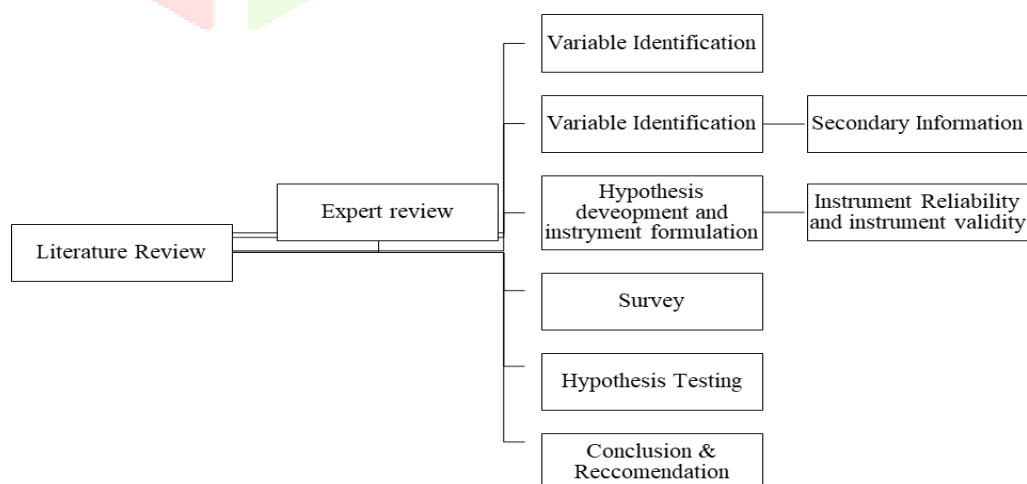 Variable Identification
Variable Identification
Secondary Information
Expert review
Hypothesis
deveopment and
instryment formulation
Instrument Reliability
and instrument validity
Literature Review
Survey
Hypothesis Testing
Conclusion &
Reccomendation